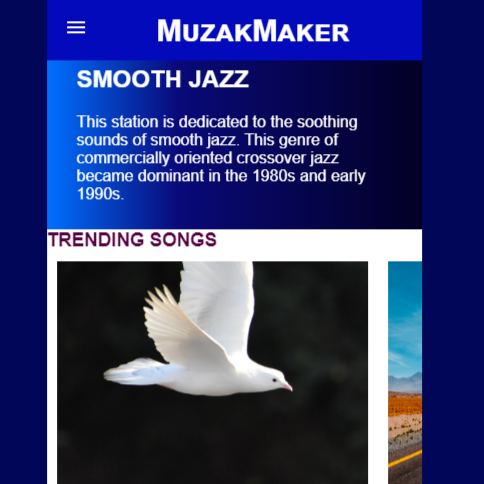 MUZAKMAKER
SMOOTH JAZZ
This station is dedicated to the soothing
sounds of smooth jazz. This genre of
commercially oriented crossover jazz
became dominant in the 1980s and early
1990s.
TRENDING SONGS